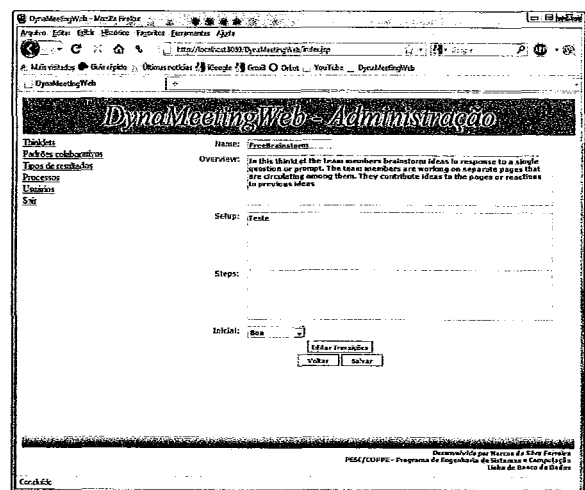 DynaMeetingWeb - Mozilla Firefox
Arquivo Editar Exibir Histórico Favoritos Ferramentas Ajuda
http://localhost:8080/DynaMeetingWeb/index.jsp
Mais visitados Guia rápido Últimas notícias Google Gmail Orkut YouTube DynaMeetingWeb
DynaMeetingWeb
DynaMeetingWeb - Administração
Thinklets
Padrões colaborativos
Tipos de resultados
Processos
Usuários
Sair
Name: FreeBrainstorm
Overview: In this thinklet the team members brainstorm ideas in response to a single
question or prompt. The team members are working on separate pages that
are circulating among them. They contribute ideas to the pages or reactions
to previous ideas
Setup: Teste
Steps:
Inicial:
Editar Transições
Voltar Salvar
Desenvolvido por Marcos da Silva Ferreira
PESC/COPPE - Programa de Engenharia de Sistemas e Computação
Linha de Banco de Dados
Concluído